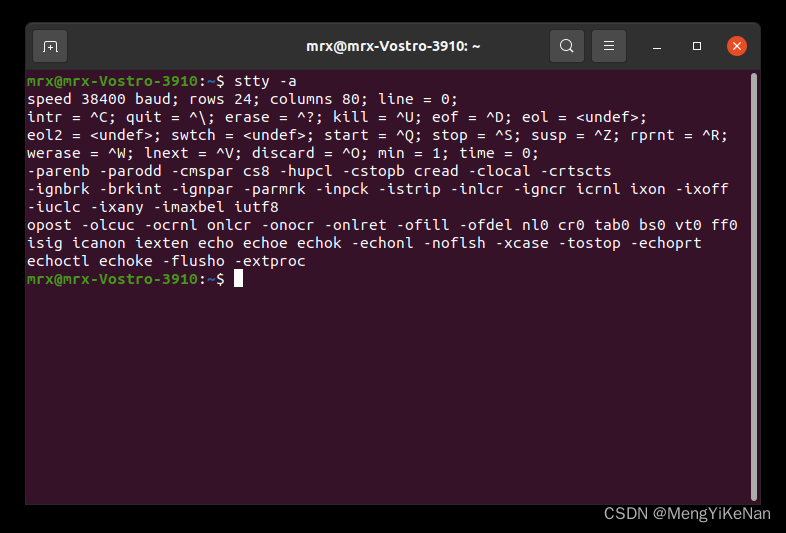 mrx@mrx-Vostro-3910: ~
mrx@mrx-Vostro-3910:~$ stty -a
speed 38400 baud; rows 24; columns 80; line = 0;
intr = ^C; quit = ^\; erase = ^?; kill = ^U; eof = ^D; eol = <undef>;
eol2 = <undef>; swtch = <undef>; start = ^Q; stop = ^S; susp = ^Z; rprnt = ^R;
werase = ^W; lnext = ^V; discard = ^O; min = 1; time = 0;
-parenb -parodd -cmspar cs8 -hupcl -cstopb cread -clocal -crtscts
-ignbrk -brkint -ignpar -parmrk -inpck -istrip -inlcr -igncr icrnl ixon -ixoff
-iuclc -ixany -imaxbel iutf8
opost -olcuc -ocrnl onlcr -onocr -onlret -ofill -ofdel nl0 cr0 tab0 bs0 vt0 ff0
isig icanon iexten echo echoe echok -echonl -noflsh -xcase -tostop -echoprt
echoctl echoke -flusho -extproc
mrx@mrx-Vostro-3910:~$
CSDN @MengYiKeNan